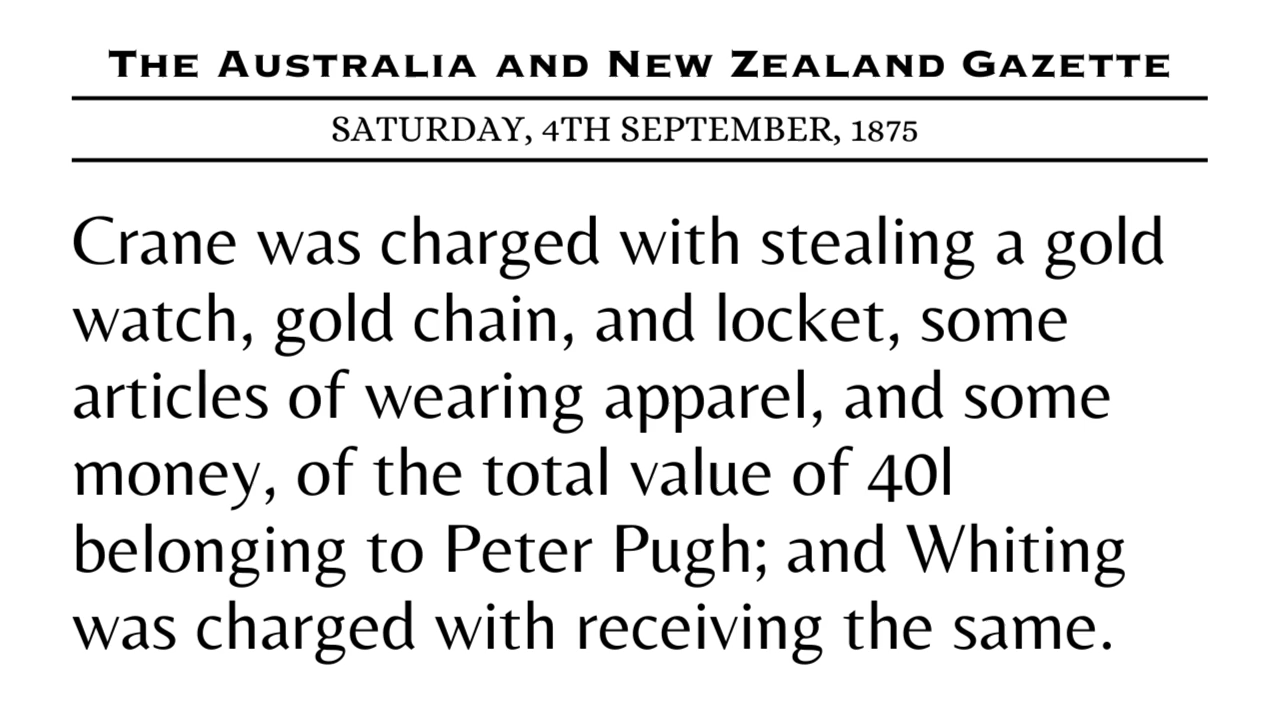 THE AUSTRALIA AND NEW ZEALAND GAZETTE
SATURDAY, 4TH SEPTEMBER, 1875
Crane was charged with stealing a gold
watch, gold chain, and locket, some
articles of wearing apparel, and some
money, of the total value of 40l
belonging to Peter Pugh; and Whiting
was charged with receiving the same.